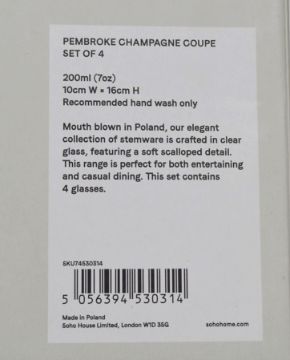 PEMBROKE CHAMPAGNE COUPE
SET OF 4
200ml (7oz)
10cm W × 16cm H
Recommended hand wash only
Mouth blown in Poland, our elegant
collection of stemware is crafted in clear
glass, featuring a soft scalloped detail.
This range is perfect for both entertaining
and casual dining. This set contains
4 glasses.
SKU74530314
5 056394 530314
Made in Poland
Soho House Limited, London W1D 3SG
sohohome.com